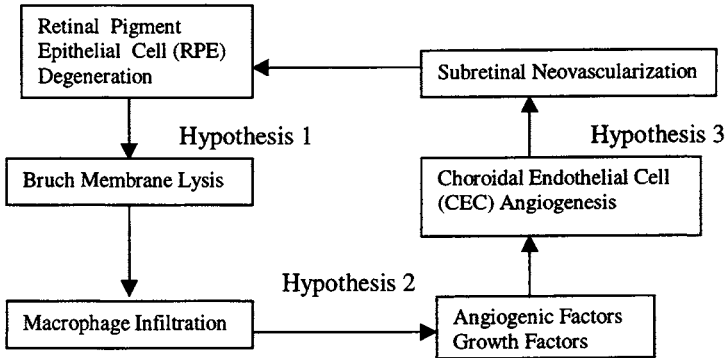 Retinal Pigment
Epithelial Cell (RPE)
Degeneration
Subretinal Neovascularization
Hypothesis 1
Hypothesis 3
Bruch Membrane Lysis
Choroidal Endothelial Cell
(CEC) Angiogenesis
Hypothesis 2
Macrophage Infiltration
Angiogenic Factors
Growth Factors